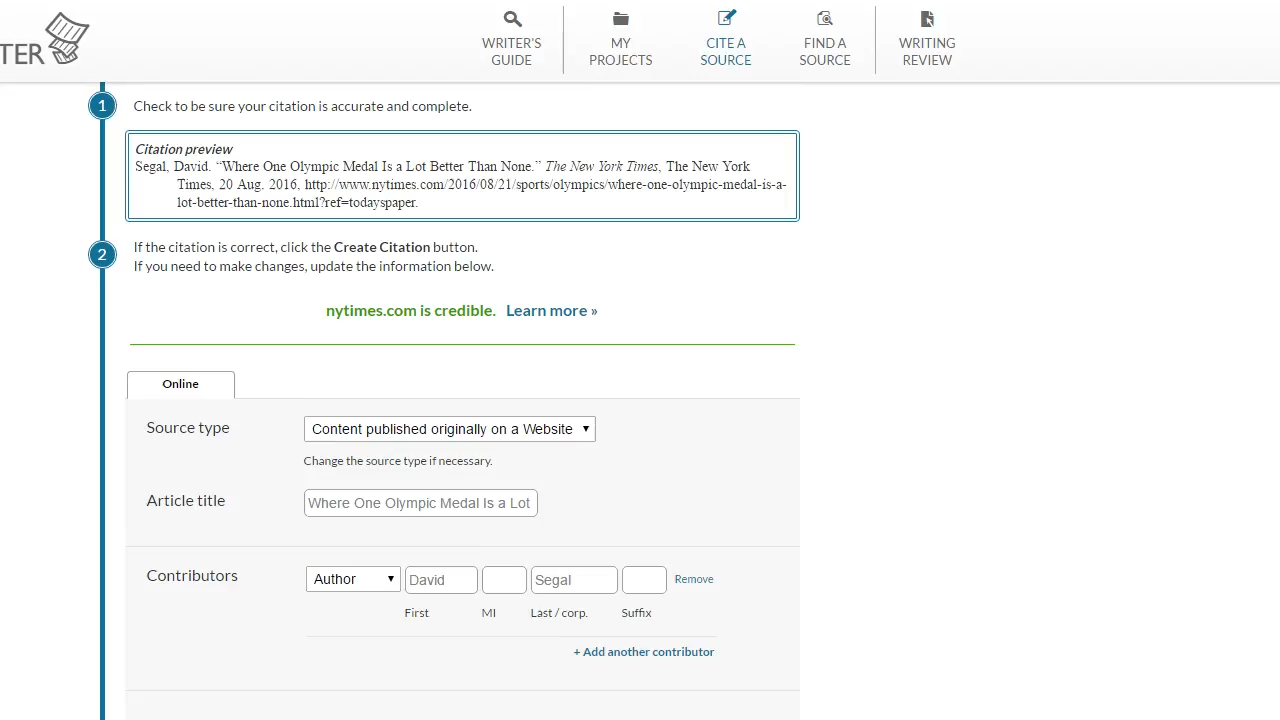 TER
WRITER'S GUIDE
MY PROJECTS
CITE A SOURCE
FIND A SOURCE
WRITING REVIEW
1
Check to be sure your citation is accurate and complete.
Citation preview
Segal, David. “Where One Olympic Medal Is a Lot Better Than None.” The New York Times, The New York
Times, 20 Aug. 2016, http://www.nytimes.com/2016/08/21/sports/olympics/where-one-olympic-medal-is-a-
lot-better-than-none.html?ref=todayspaper.
2
If the citation is correct, click the Create Citation button.
If you need to make changes, update the information below.
nytimes.com is credible. Learn more »
Online
Source type
Content published originally on a Website
Change the source type if necessary.
Article title
Where One Olympic Medal Is a Lot
Contributors
Author
David
Segal
Remove
First
MI
Last / corp.
Suffix
+ Add another contributor